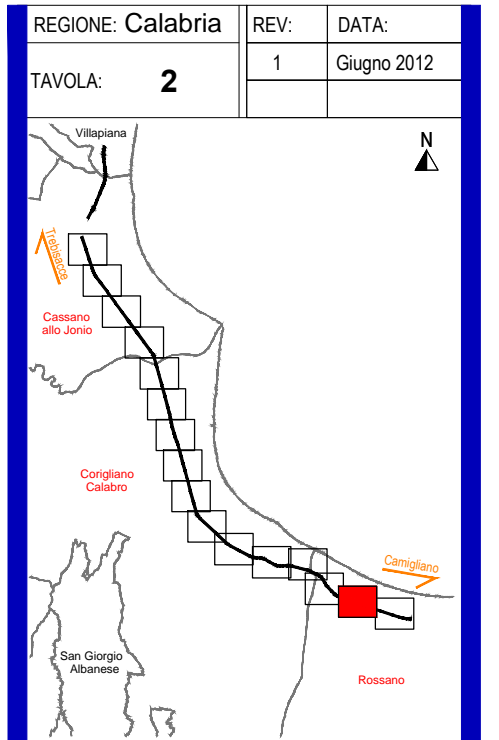 REGIONE: Calabria
REV:
DATA:
1
Giugno 2012
TAVOLA: 2
Villapiana
N
Trebisacce
Cassano
allo Jonio
Corigliano
Calabro
Camigliano
San Giorgio
Albanese
Rossano